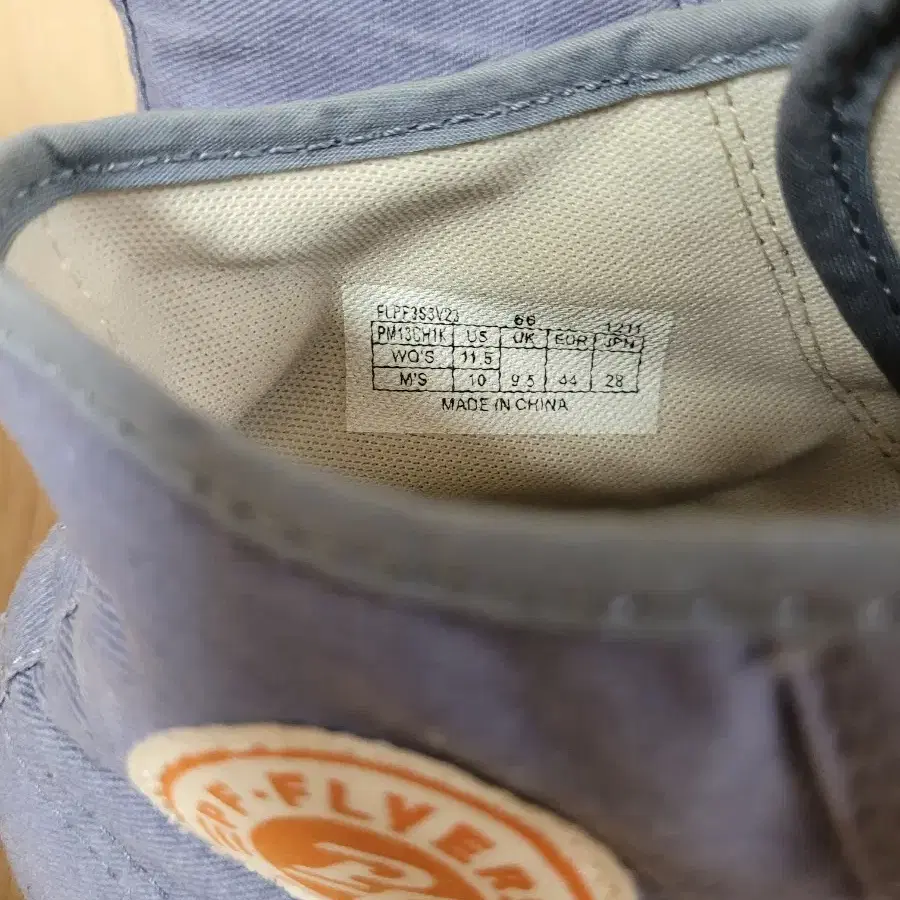 FLPF3S3V23 66 1211
PM13CH1K US UK EUR JPN
WO'S 11.5
M'S 10 9.5 44 28
MADE IN CHINA
PF·FLYER